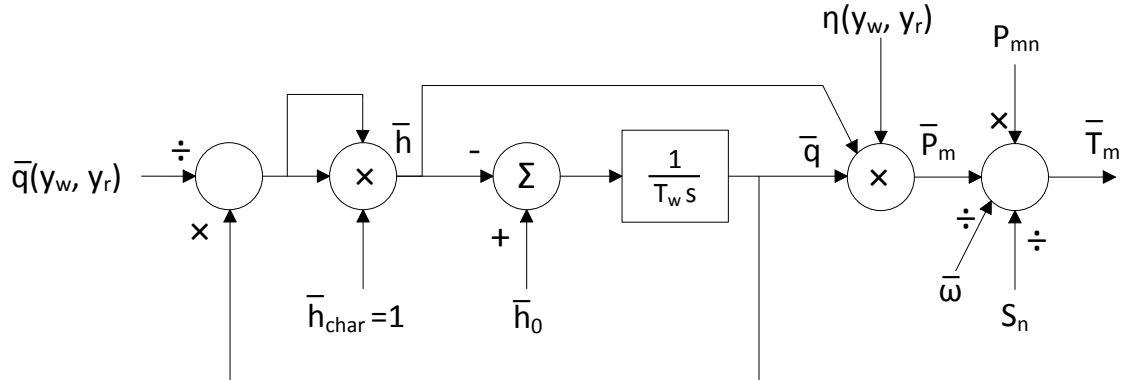 η(y_w, y_r)
P_mn
÷
h̅
-
1
T_w s
q̅
P̅_m
×
T̅_m
q̅(y_w, y_r)
×
Σ
×
×
+
÷
÷
h̅_char=1
h̅_0
ω̅
S_n